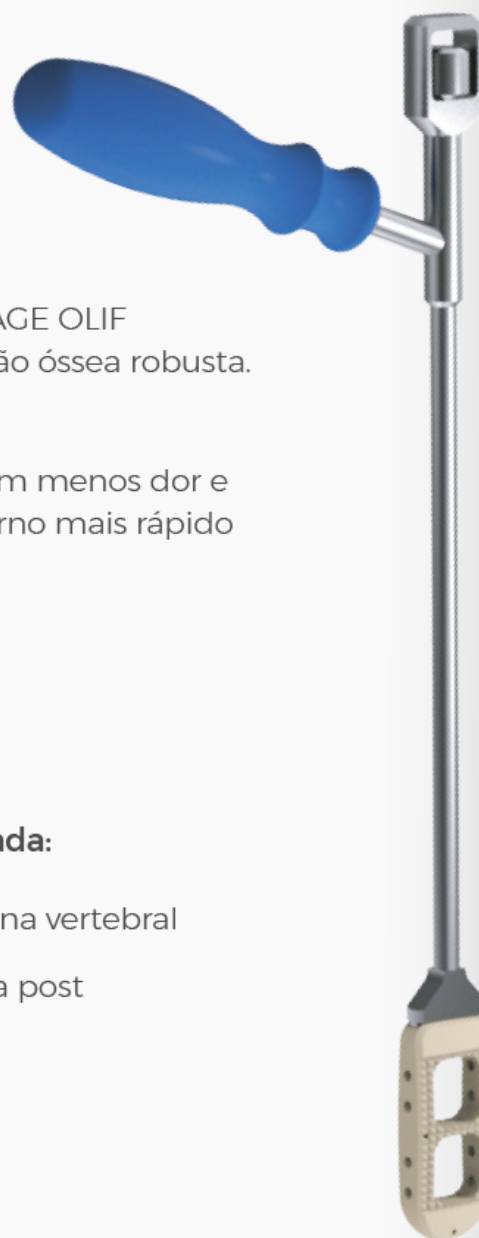 AGE OLIF
ão óssea robusta.
m menos dor e
rno mais rápido
nda:
na vertebral
a post